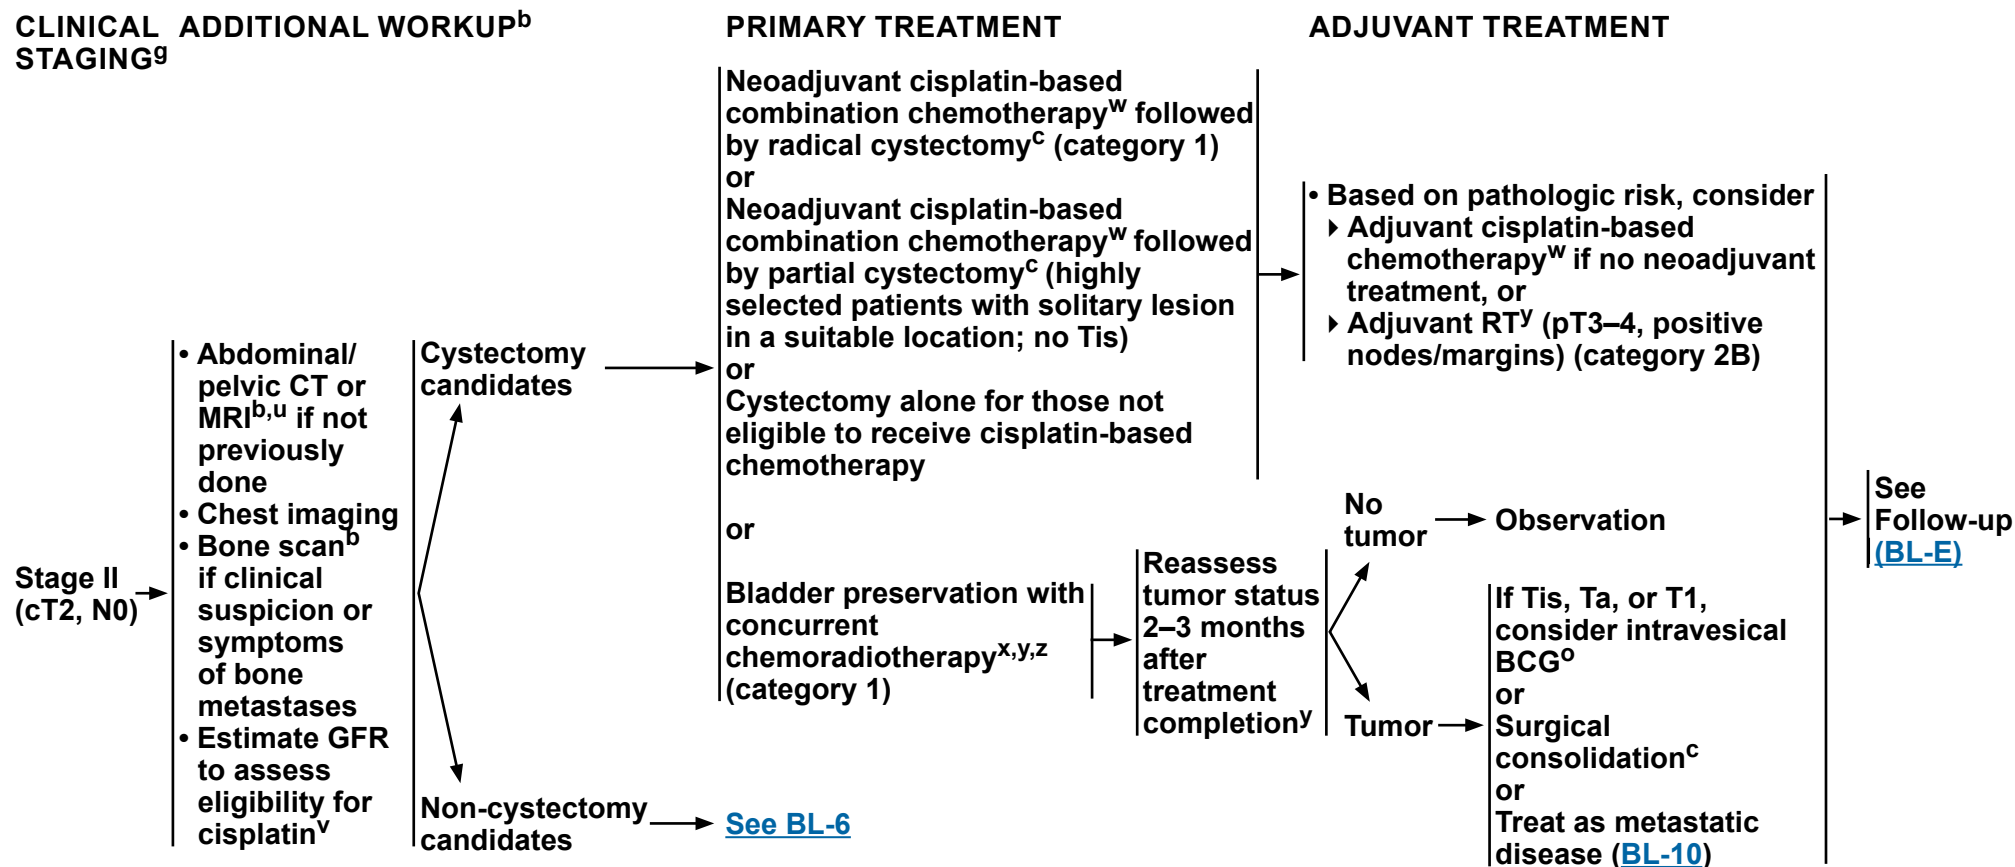 CLINICAL STAGINGg
ADDITIONAL WORKUPb
PRIMARY TREATMENT
ADJUVANT TREATMENT
Stage II
(cT2, N0)
• Abdominal/
pelvic CT or
MRIb,u if not
previously
done
• Chest imaging
• Bone scanb
if clinical
suspicion or
symptoms
of bone
metastases
• Estimate GFR
to assess
eligibility for
cisplatinv
Cystectomy
candidates
Neoadjuvant cisplatin-based
combination chemotherapyw followed
by radical cystectomyc (category 1)
or
Neoadjuvant cisplatin-based
combination chemotherapyw followed
by partial cystectomyc (highly
selected patients with solitary lesion
in a suitable location; no Tis)
or
Cystectomy alone for those not
eligible to receive cisplatin-based
chemotherapy
or
Bladder preservation with
concurrent
chemoradiotherapyx,y,z
(category 1)
• Based on pathologic risk, consider
Adjuvant cisplatin-based
chemotherapyw if no neoadjuvant
treatment, or
Adjuvant RTy (pT3–4, positive
nodes/margins) (category 2B)
Reassess
tumor status
2–3 months
after
treatment
completiony
No
tumor
Observation
Tumor
If Tis, Ta, or T1,
consider intravesical
BCGo
or
Surgical
consolidationc
or
Treat as metastatic
disease (BL-10)
See
Follow-up
(BL-E)
Non-cystectomy
candidates
See BL-6